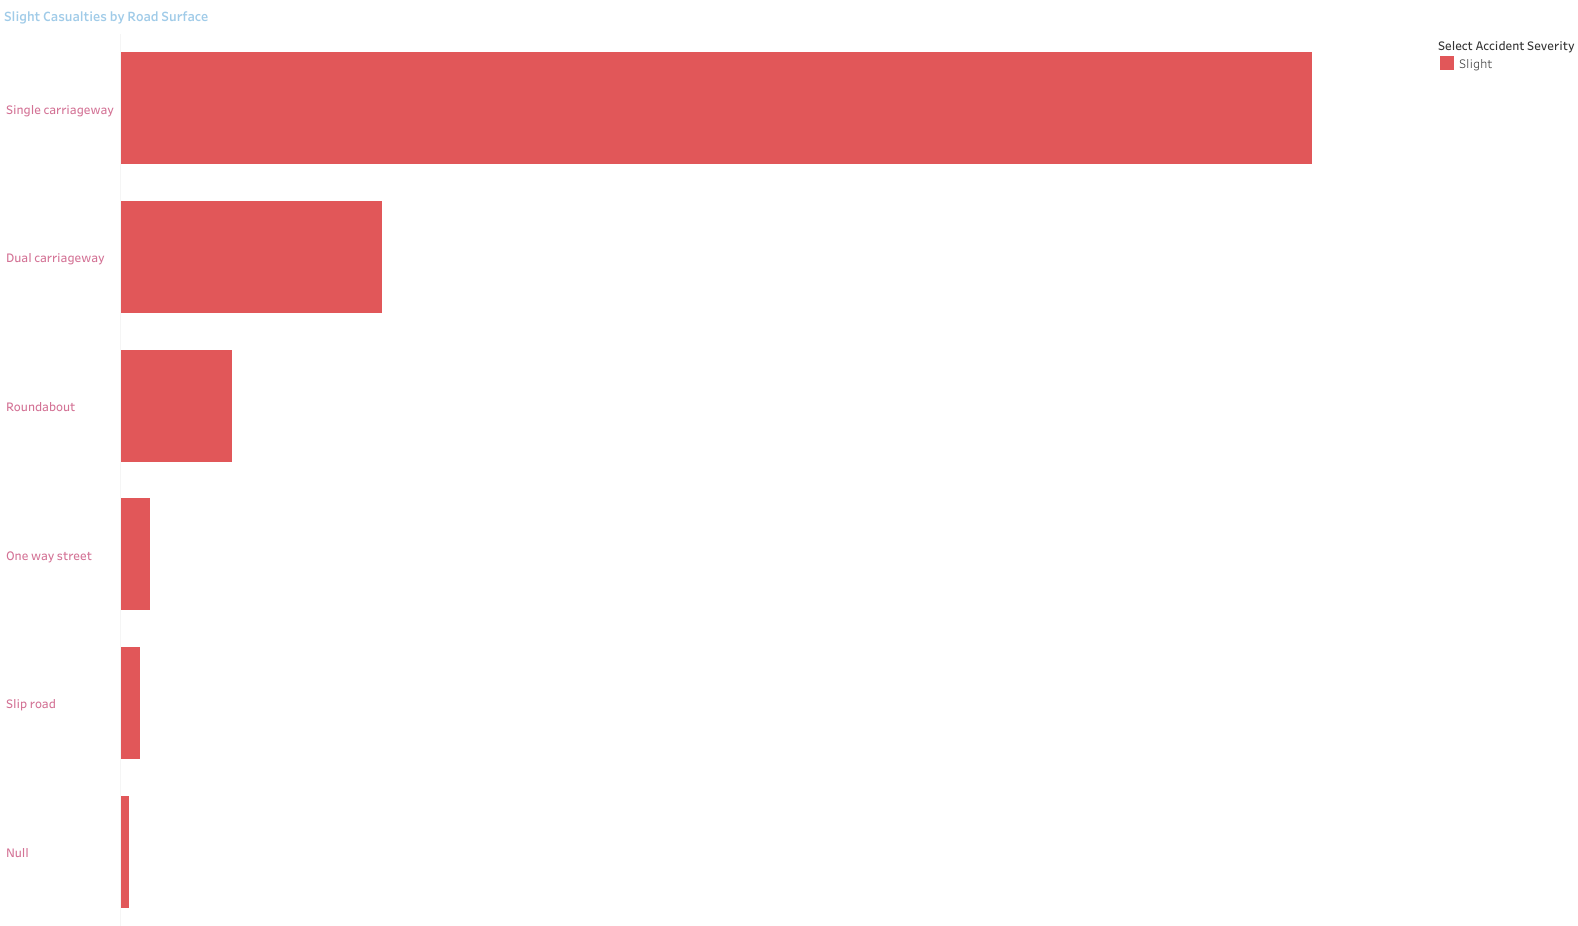 Slight Casualties by Road Surface
Select Accident Severity
Slight
Single carriageway
Dual carriageway
Roundabout
One way street
Slip road
Null